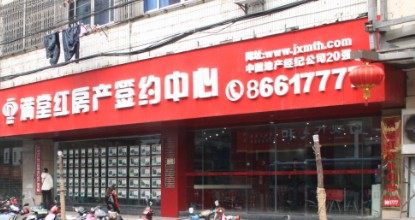 网址:www.jxmth.com
中国地产经纪公司20强
满堂红房产签约中心
8661777